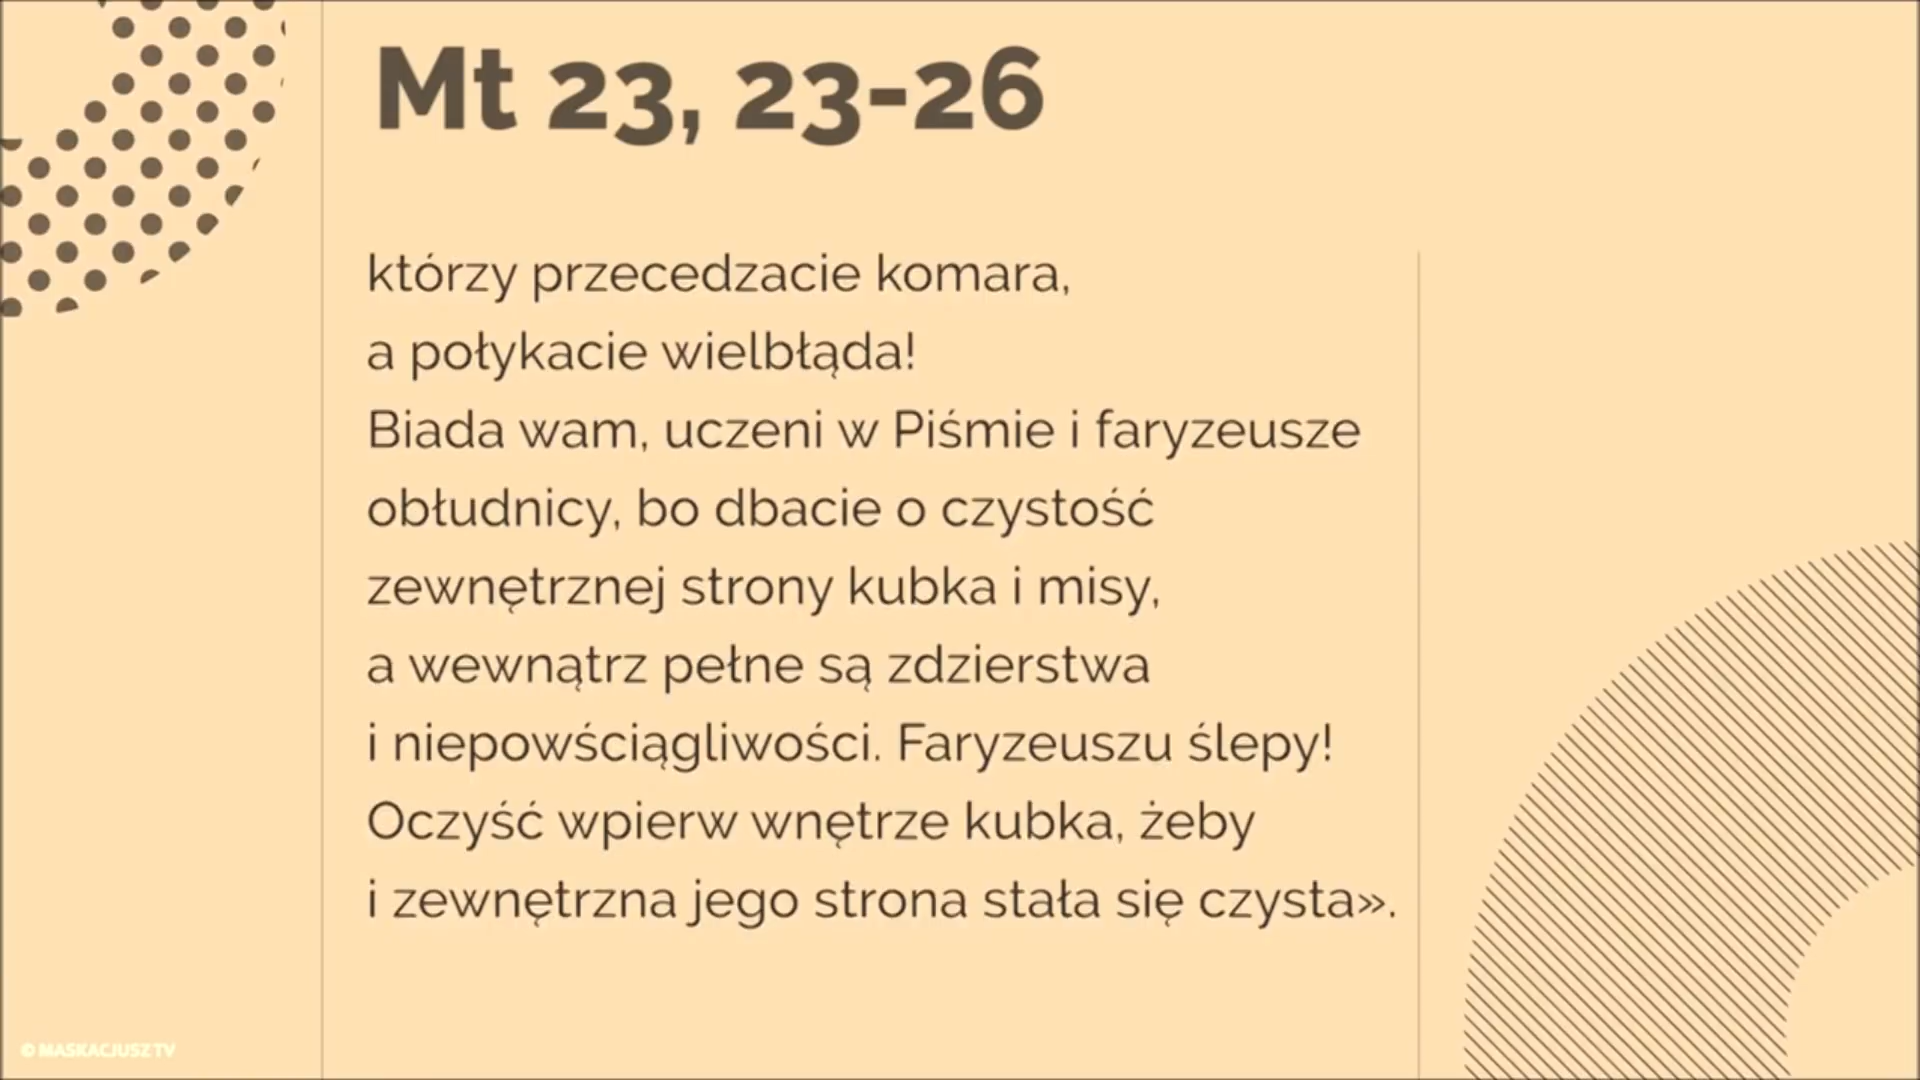 Mt 23, 23-26
którzy przecedzacie komara,
a połykacie wielbłąda!
Biada wam, uczeni w Piśmie i faryzeusze
obłudnicy, bo dbacie o czystość
zewnętrznej strony kubka i misy,
a wewnątrz pełne są zdzierstwa
i niepowściągliwości. Faryzeuszu ślepy!
Oczyść wpierw wnętrze kubka, żeby
i zewnętrzna jego strona stała się czysta».
© MASKACJUSZ TV